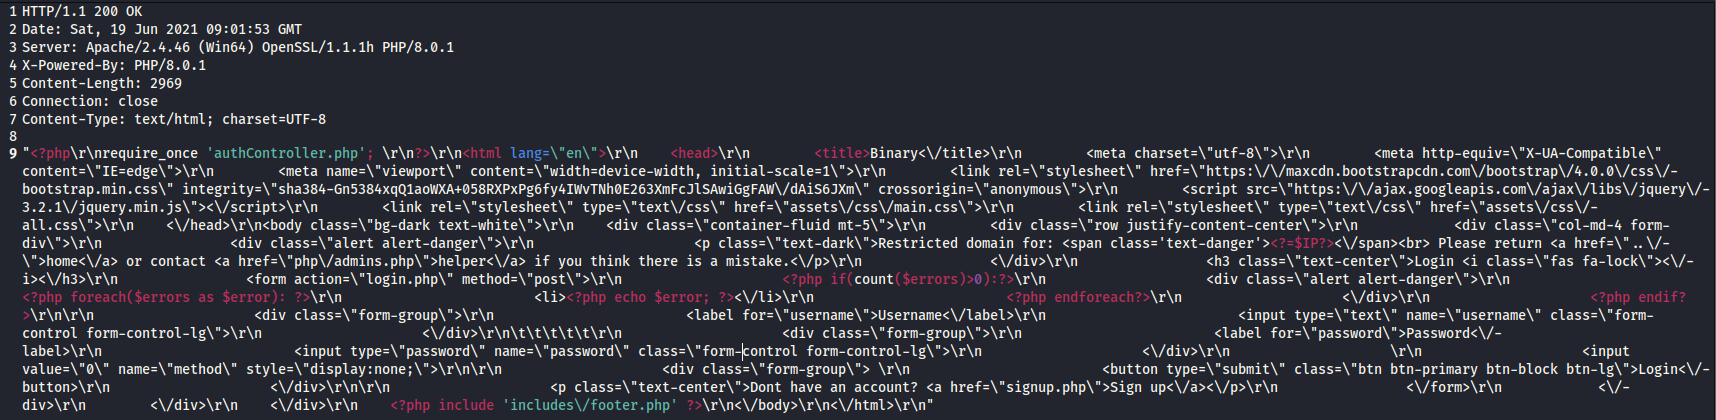 1 HTTP/1.1 200 OK
2 Date: Sat, 19 Jun 2021 09:01:53 GMT
3 Server: Apache/2.4.46 (Win64) OpenSSL/1.1.1h PHP/8.0.1
4 X-Powered-By: PHP/8.0.1
5 Content-Length: 2969
6 Connection: close
7 Content-Type: text/html; charset=UTF-8
8
9 "<?php\r\nrequire_once 'authController.php'; \r\n?>\r\n<html lang=\"en\">\r\n    <head>\r\n        <title>Binary<\/title>\r\n        <meta charset=\"utf-8\">\r\n        <meta http-equiv=\"X-UA-Compatible\"
content=\"IE=edge\">\r\n        <meta name=\"viewport\" content=\"width=device-width, initial-scale=1\">\r\n        <link rel=\"stylesheet\" href=\"https:\/\/maxcdn.bootstrapcdn.com\/bootstrap\/4.0.0\/css\/-
bootstrap.min.css\" integrity=\"sha384-Gn5384xqQ1aoWXA+058RXPxPg6fy4IWvTNh0E263XmFcJlSAwiGgFAW\/dAiS6JXm\" crossorigin=\"anonymous\">\r\n        <script src=\"https:\/\/ajax.googleapis.com\/ajax\/libs\/jquery\/-
3.2.1\/jquery.min.js\"><\/script>\r\n        <link rel=\"stylesheet\" type=\"text\/css\" href=\"assets\/css\/main.css\">\r\n        <link rel=\"stylesheet\" type=\"text\/css\" href=\"assets\/css\/-
all.css\">\r\n    <\/head>\r\n<body class=\"bg-dark text-white\">\r\n    <div class=\"container-fluid mt-5\">\r\n        <div class=\"row justify-content-center\">\r\n            <div class=\"col-md-4 form-
div\">\r\n                <div class=\"alert alert-danger\">\r\n                    <p class=\"text-dark\">Restricted domain for: <span class='text-danger'><?=$IP?><\/span><br> Please return <a href=\"..\/-
\">home<\/a> or contact <a href=\"php\/admins.php\">helper<\/a> if you think there is a mistake.<\/p>\r\n                <\/div>\r\n                <h3 class=\"text-center\">Login <i class=\"fas fa-lock\"><\/-
i><\/h3>\r\n                <form action=\"login.php\" method=\"post\">\r\n                    <?php if(count($errors)>0):?>\r\n                    <div class=\"alert alert-danger\">\r\n
<?php foreach($errors as $error): ?>\r\n                        <li><?php echo $error; ?><\/li>\r\n                        <?php endforeach?>\r\n                    <\/div>\r\n                    <?php endif?
>\r\n\r\n                    <div class=\"form-group\">\r\n                        <label for=\"username\">Username<\/label>\r\n                        <input type=\"text\" name=\"username\" class=\"form-
control form-control-lg\">\r\n                    <\/div>\r\n\t\t\t\t\t\r\n                    <div class=\"form-group\">\r\n                        <label for=\"password\">Password<\/-
label>\r\n                        <input type=\"password\" name=\"password\" class=\"form-control form-control-lg\">\r\n                    <\/div>\r\n                    \r\n                        <input
value=\"0\" name=\"method\" style=\"display:none;\">\r\n\r\n                    <div class=\"form-group\"> \r\n                        <button type=\"submit\" class=\"btn btn-primary btn-block btn-lg\">Login<\/-
button>\r\n                    <\/div>\r\n\r\n                    <p class=\"text-center\">Dont have an account? <a href=\"signup.php\">Sign up<\/a><\/p>\r\n                <\/form>\r\n            <\/-
div>\r\n        <\/div>\r\n    <\/div>\r\n    <?php include 'includes\/footer.php' ?>\r\n<\/body>\r\n<\/html>\r\n"